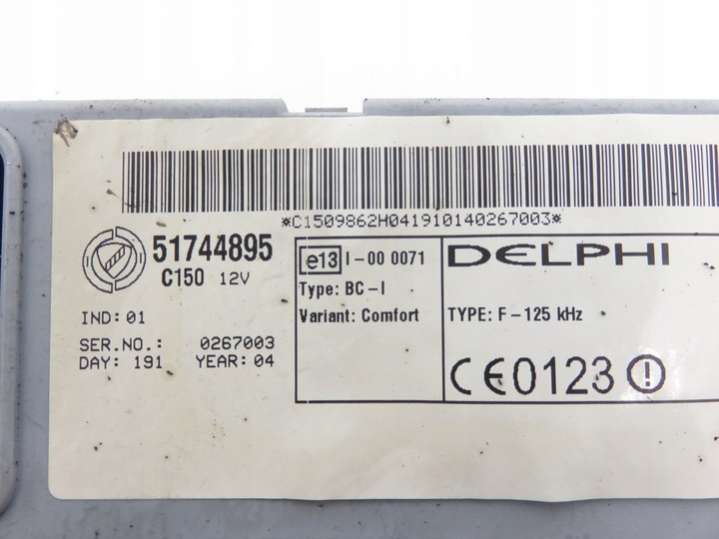 *C1509862H041910140267003*
51744895
C150 12V
IND: 01
SER.NO.: 0267003
DAY: 191 YEAR: 04
e13 I-00 0071
Type: BC-I
Variant: Comfort
DELPHI
TYPE: F-125 kHz
CE0123